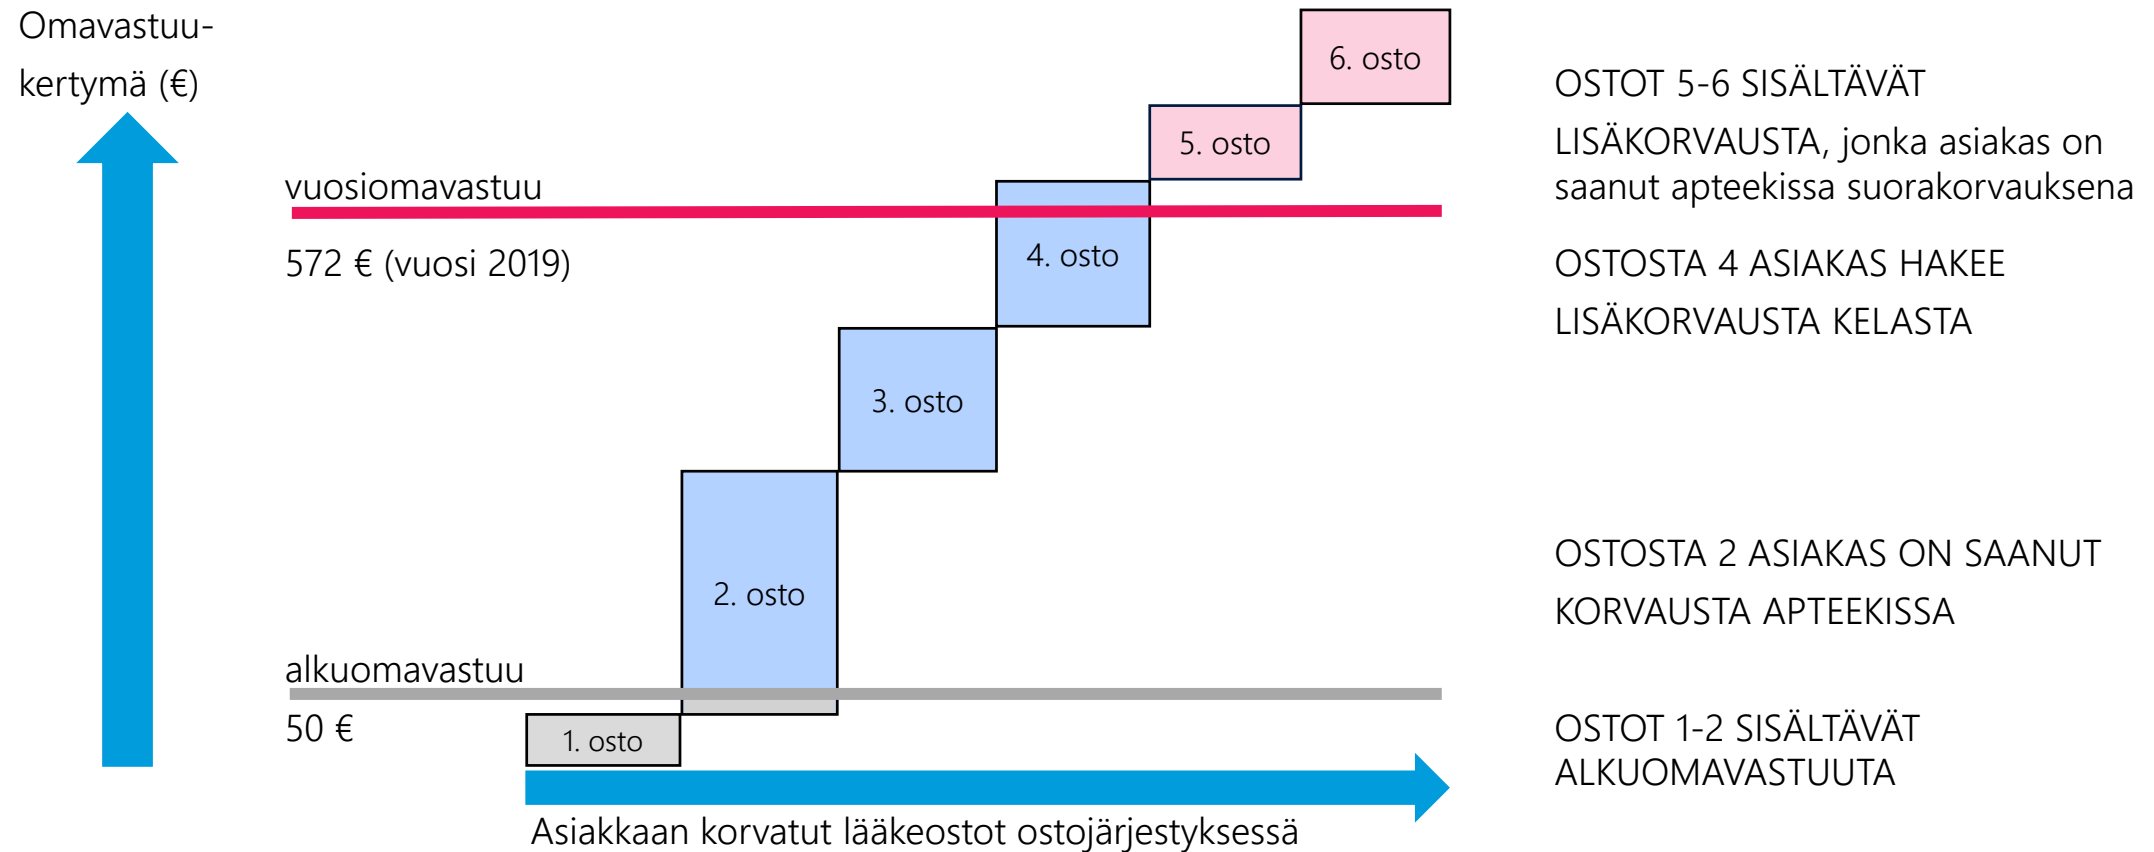 Omavastuu-
kertymä (€)
vuosiomavastuu
572 € (vuosi 2019)
alkuomavastuu
50 €
1. osto
2. osto
3. osto
4. osto
5. osto
6. osto
Asiakkaan korvatut lääkeostot ostojärjestyksessä
OSTOT 5-6 SISÄLTÄVÄT
LISÄKORVAUSTA, jonka asiakas on
saanut apteekissa suorakorvauksena
OSTOSTA 4 ASIAKAS HAKEE
LISÄKORVAUSTA KELASTA
OSTOSTA 2 ASIAKAS ON SAANUT
KORVAUSTA APTEEKISSA
OSTOT 1-2 SISÄLTÄVÄT
ALKUOMAVASTUUTA